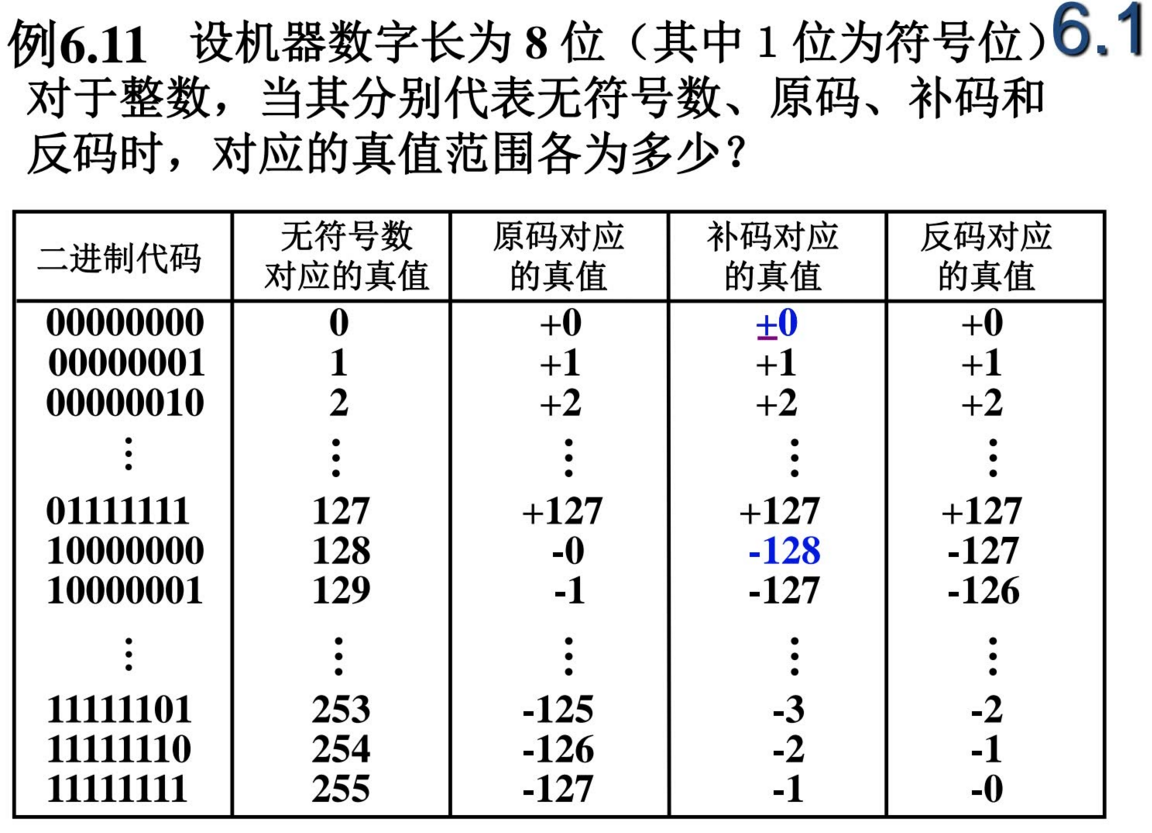 例6.11 设机器数字长为 8 位（其中 1 位为符号位）6.1
对于整数，当其分别代表无符号数、原码、补码和
反码时，对应的真值范围各为多少？
二进制代码 无符号数对应的真值 原码对应的真值 补码对应的真值 反码对应的真值
00000000 0 +0 ±0 +0
00000001 1 +1 +1 +1
00000010 2 +2 +2 +2
⋮ ⋮ ⋮ ⋮ ⋮
01111111 127 +127 +127 +127
10000000 128 -0 -128 -127
10000001 129 -1 -127 -126
⋮ ⋮ ⋮ ⋮ ⋮
11111101 253 -125 -3 -2
11111110 254 -126 -2 -1
11111111 255 -127 -1 -0